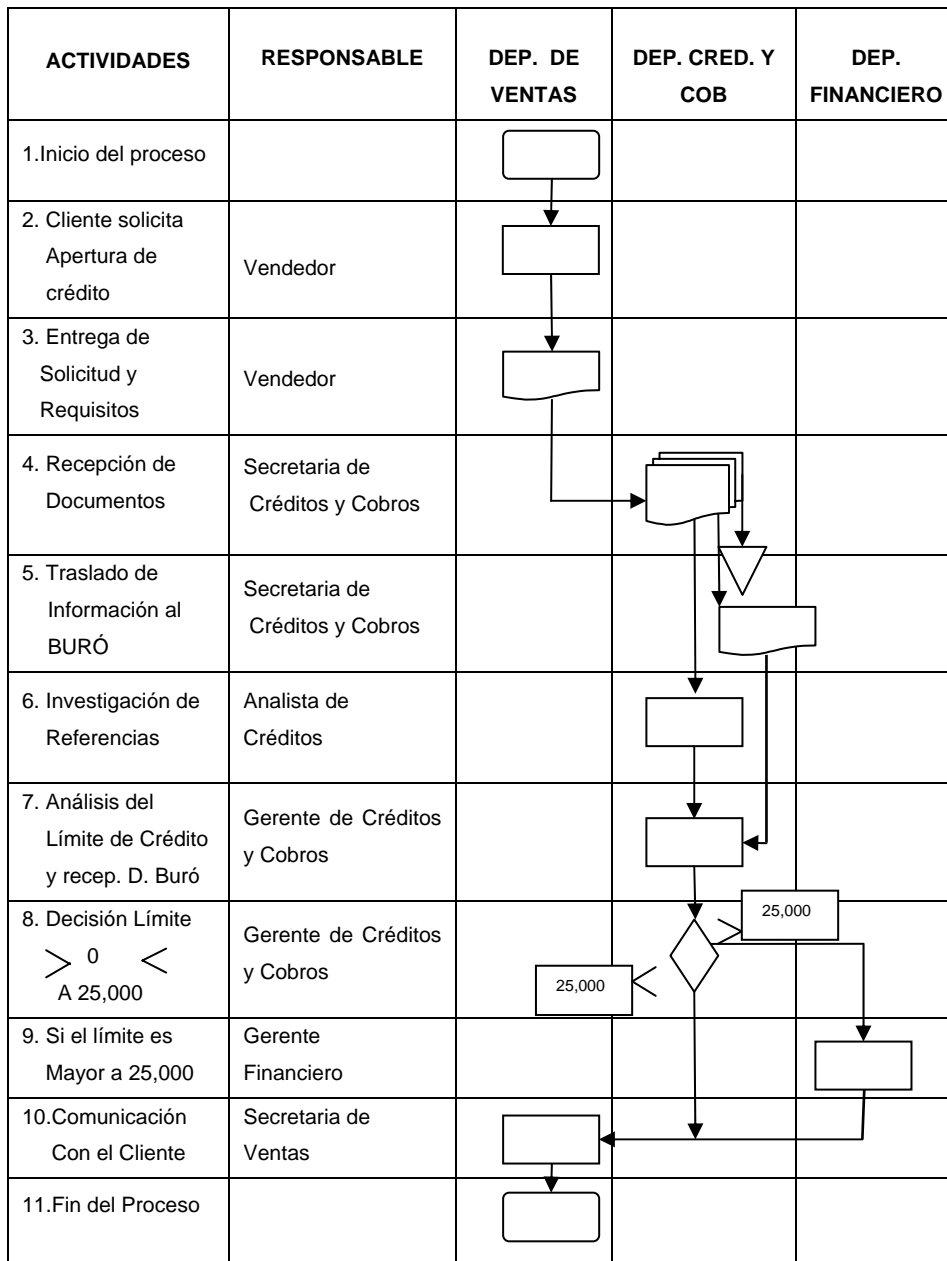 ACTIVIDADES
RESPONSABLE
DEP. DE
VENTAS
DEP. CRED. Y
COB
DEP.
FINANCIERO
1.Inicio del proceso
2. Cliente solicita
Apertura de
crédito
Vendedor
3. Entrega de
Solicitud y
Requisitos
Vendedor
4. Recepción de
Documentos
Secretaria de
Créditos y Cobros
5. Traslado de
Información al
BURÓ
Secretaria de
Créditos y Cobros
6. Investigación de
Referencias
Analista de
Créditos
7. Análisis del
Límite de Crédito
y recep. D. Buró
Gerente de Créditos
y Cobros
8. Decisión Límite
> 0 <
A 25,000
Gerente de Créditos
y Cobros
> 25,000
25,000 <
9. Si el límite es
Mayor a 25,000
Gerente
Financiero
10.Comunicación
Con el Cliente
Secretaria de
Ventas
11.Fin del Proceso